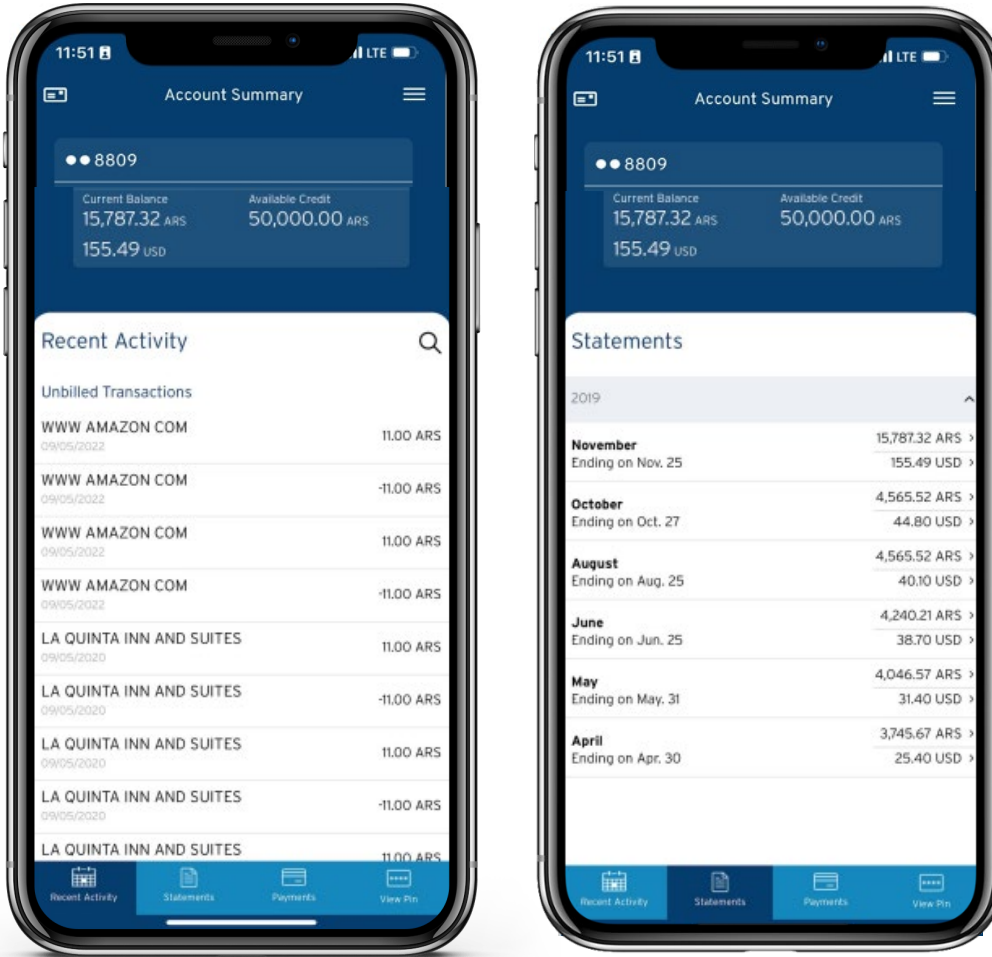 11:51
LTE
Account Summary
●●8809
Current Balance
Available Credit
15,787.32 ARS
50,000.00 ARS
155.49 USD
Recent Activity
Unbilled Transactions
WWW AMAZON COM
11.00 ARS
09/05/2022
WWW AMAZON COM
-11.00 ARS
09/05/2022
WWW AMAZON COM
11.00 ARS
09/05/2022
WWW AMAZON COM
-11.00 ARS
09/05/2022
LA QUINTA INN AND SUITES
11.00 ARS
09/05/2020
LA QUINTA INN AND SUITES
-11.00 ARS
09/05/2020
LA QUINTA INN AND SUITES
11.00 ARS
09/05/2020
LA QUINTA INN AND SUITES
-11.00 ARS
09/05/2020
LA QUINTA INN AND SUITES
11.00 ARS
Recent Activity
Statements
Payments
View Pin
11:51
LTE
Account Summary
●●8809
Current Balance
Available Credit
15,787.32 ARS
50,000.00 ARS
155.49 USD
Statements
2019
November
15,787.32 ARS
Ending on Nov. 25
155.49 USD
October
4,565.52 ARS
Ending on Oct. 27
44.80 USD
August
4,565.52 ARS
Ending on Aug. 25
40.10 USD
June
4,240.21 ARS
Ending on Jun. 25
38.70 USD
May
4,046.57 ARS
Ending on May. 31
31.40 USD
April
3,745.67 ARS
Ending on Apr. 30
25.40 USD
Recent Activity
Statements
Payments
View Pin